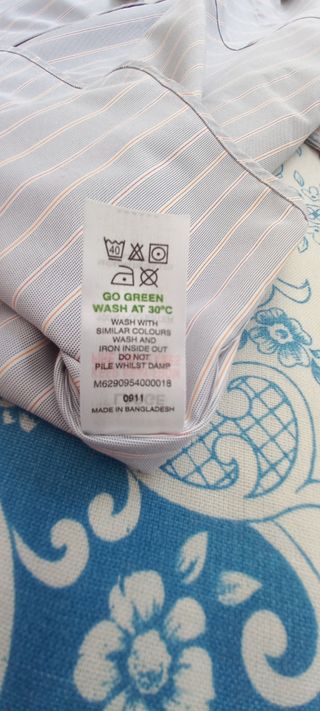 40
GO GREEN
WASH AT 30°C
WASH WITH
SIMILAR COLOURS
WASH AND
IRON INSIDE OUT
DO NOT
PILE WHILST DAMP
M6290954000018
0911
MADE IN BANGLADESH